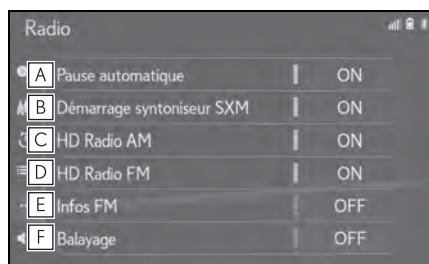 Radio
A Pause automatique ON
B Démarrage syntoniseur SXM ON
C HD Radio AM ON
D HD Radio FM ON
E Infos FM OFF
F Balayage OFF